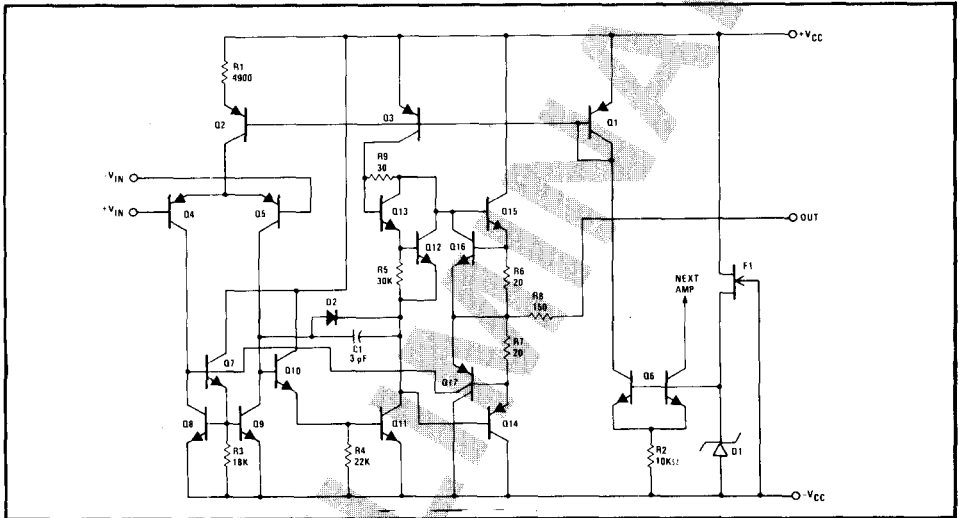 +VCC
R1
4900
Q2
Q3
Q1
R9
30
-VIN
+VIN
Q4
Q5
Q13
Q15
OUT
Q12
Q16
R5
30K
R6
20
F1
NEXT
AMP
D2
R8
150
C1
3 pF
R7
20
Q7
Q10
Q17
Q6
Q8
Q9
R3
18K
R4
22K
Q11
Q14
R2
10KΩ
D1
-VCC